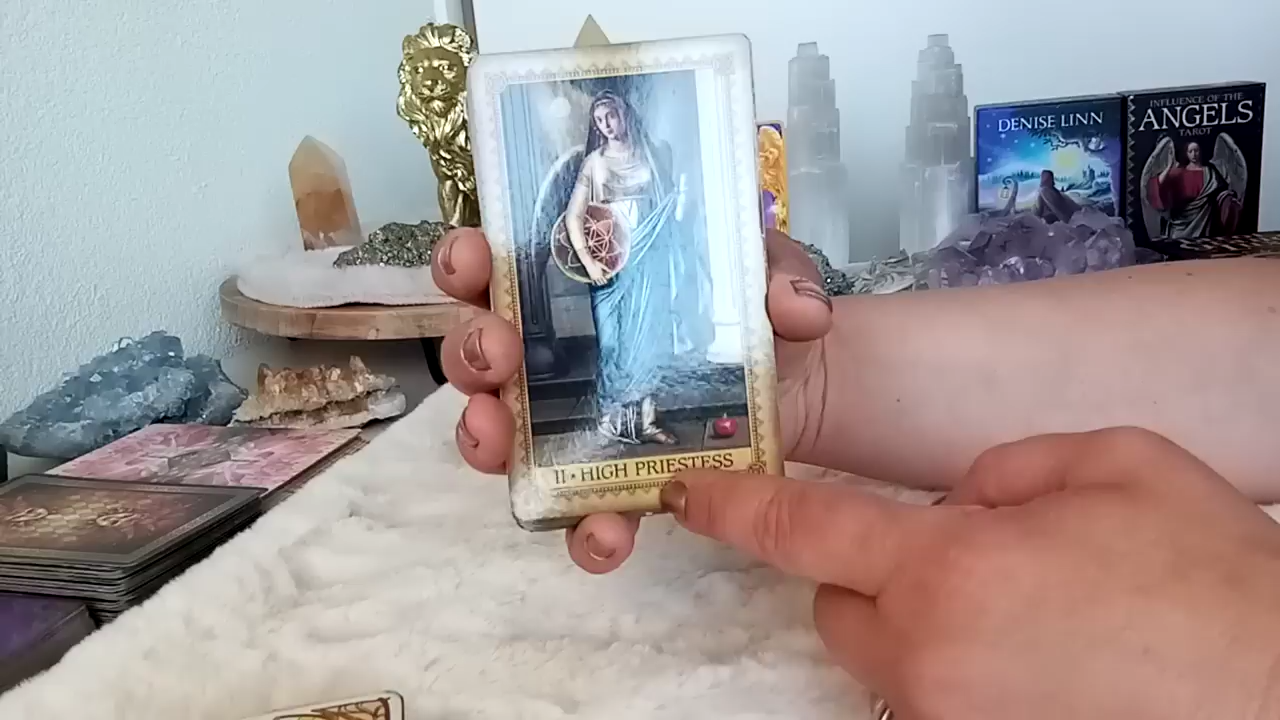 II • HIGH PRIESTESS
DENISE LINN
INFLUENCE OF THE
ANGELS
TAROT